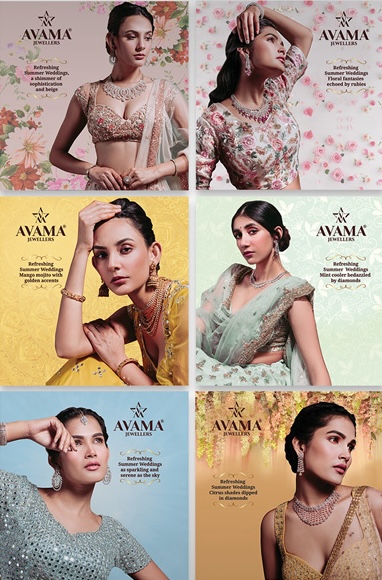 AVAMA
JEWELLERS
Refreshing
Summer Weddings,
a shimmer of
sophistication
and beige
AVAMA
JEWELLERS
Refreshing
Summer Weddings
Floral fantasies
echoed by rubies
AVAMA
JEWELLERS
Refreshing
Summer Weddings
Mango mojito with
golden accents
AVAMA
JEWELLERS
Refreshing
Summer Weddings
Mint cooler bedazzled
by diamonds
AVAMA
JEWELLERS
Refreshing
Summer Weddings
as sparkling and
serene as the sky
AVAMA
JEWELLERS
Refreshing
Summer Weddings
Citrus shades dipped
in diamonds